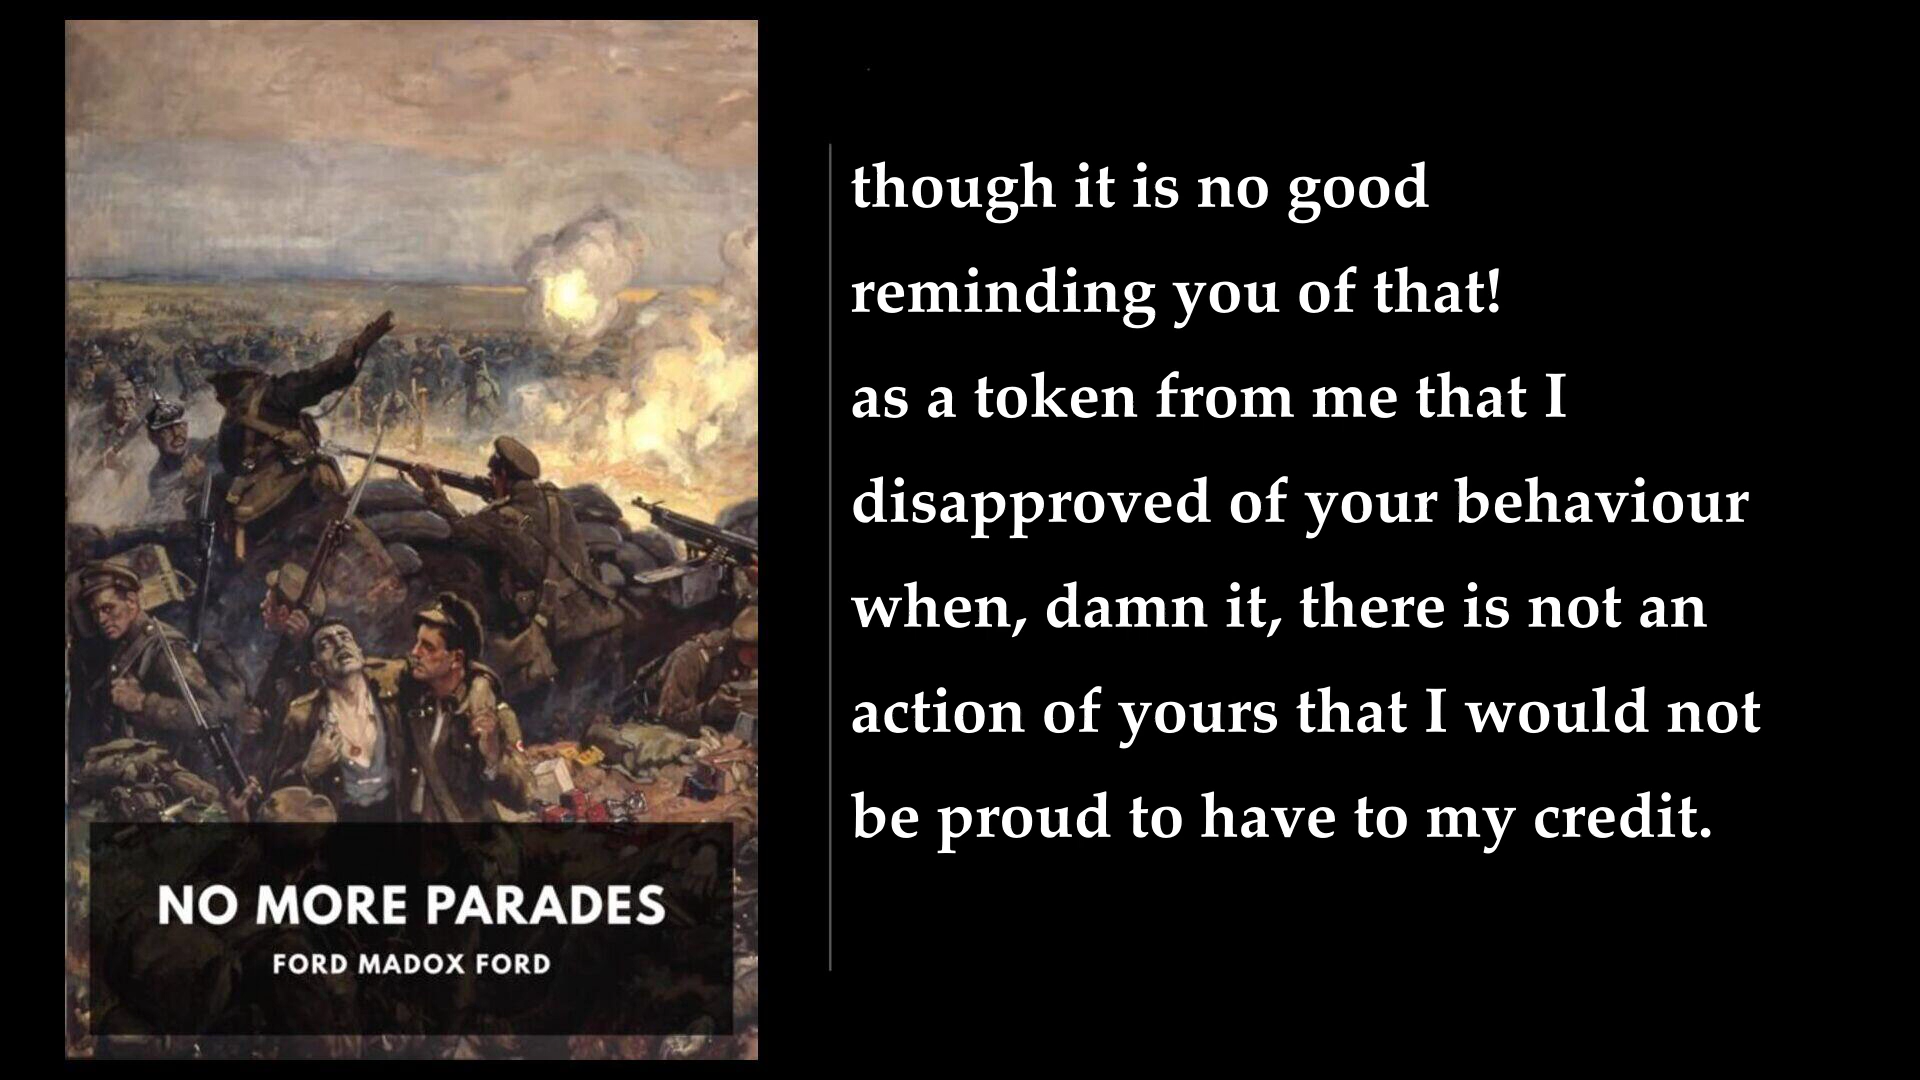 NO MORE PARADES
FORD MADOX FORD
though it is no good
reminding you of that!
as a token from me that I
disapproved of your behaviour
when, damn it, there is not an
action of yours that I would not
be proud to have to my credit.